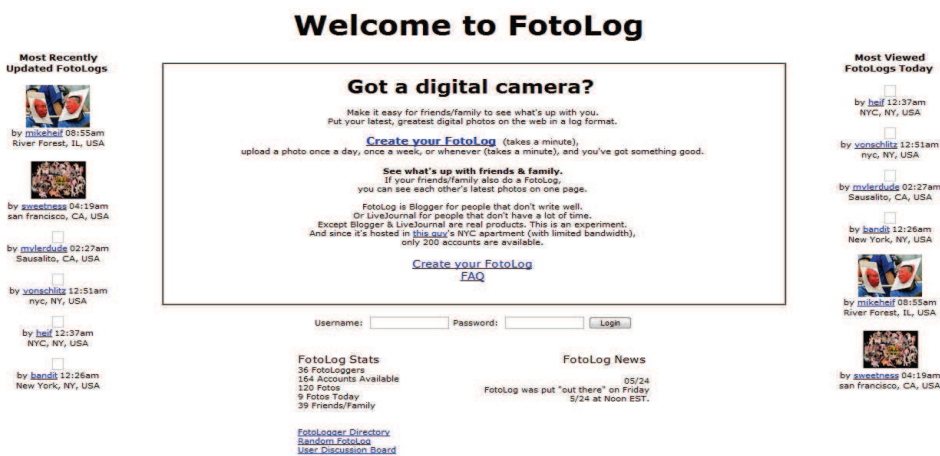 Welcome to FotoLog
Most Recently
Updated FotoLogs
by mikeheif 08:55am
River Forest, IL, USA
by sweetness 04:19am
san francisco, CA, USA
by mylerdude 02:27am
Sausalito, CA, USA
by vonschlitz 12:51am
nyc, NY, USA
by heif 12:37am
NYC, NY, USA
by bandit 12:26am
New York, NY, USA
Got a digital camera?
Make it easy for friends/family to see what's up with you.
Put your latest, greatest digital photos on the web in a log format.
Create your FotoLog (takes a minute),
upload a photo once a day, once a week, or whenever (takes a minute), and you've got something good.
See what's up with friends & family.
If your friends/family also do a FotoLog,
you can see each other's latest photos on one page.
FotoLog is Blogger for people that don't write well.
Or LiveJournal for people that don't have a lot of time.
Except Blogger & LiveJournal are real products. This is an experiment.
And since it's hosted in this guy's NYC apartment (with limited bandwidth),
only 200 accounts are available.
Create your FotoLog
FAQ
Username: Password: Login
FotoLog Stats
36 FotoLoggers
164 Accounts Available
120 Fotos
9 Fotos Today
39 Friends/Family
FotoLogger Directory
Random FotoLog
User Discussion Board
FotoLog News
05/24
FotoLog was put "out there" on Friday
5/24 at Noon EST.
Most Viewed
FotoLogs Today
by heif 12:37am
NYC, NY, USA
by vonschlitz 12:51am
nyc, NY, USA
by mylerdude 02:27am
Sausalito, CA, USA
by bandit 12:26am
New York, NY, USA
by mikeheif 08:55am
River Forest, IL, USA
by sweetness 04:19am
san francisco, CA, USA